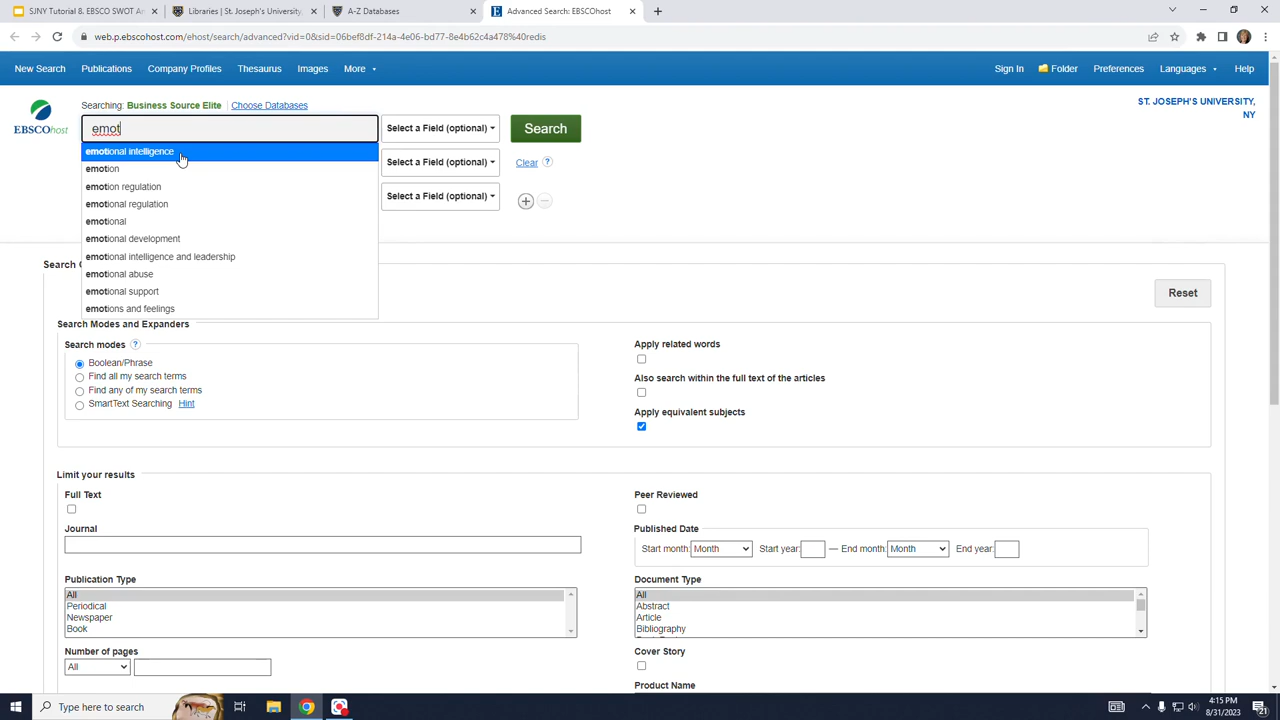 SJNY Tutorial 8. EBSCO SWOT An
Libraries | St. Joseph's University,
A-Z Databases
Advanced Search: EBSCOhost
web.p.ebscohost.com/ehost/search/advanced?vid=0&sid=06bef8df-214a-4e06-bd77-8e4b62c4a478%40redis
New Search Publications Company Profiles Thesaurus Images More
Sign In Folder Preferences Languages Help
Searching: Business Source Elite Choose Databases
ST. JOSEPH'S UNIVERSITY, NY
EBSCOhost
emot
Select a Field (optional)
Search
emotional intelligence
Select a Field (optional)
Clear ?
emotion
emotion regulation
Select a Field (optional)
emotional regulation
emotional
emotional development
emotional intelligence and leadership
Search O
emotional abuse
emotional support
Reset
emotions and feelings
Search Modes and Expanders
Search modes ?
Boolean/Phrase
Find all my search terms
Find any of my search terms
SmartText Searching Hint
Apply related words
Also search within the full text of the articles
Apply equivalent subjects
Limit your results
Full Text
Peer Reviewed
Journal
Published Date
Start month: Month Start year: — End month: Month End year:
Publication Type
All
Periodical
Newspaper
Book
Document Type
All
Abstract
Article
Bibliography
Number of pages
All
Cover Story
Product Name
Type here to search
4:15 PM
8/31/2023
21